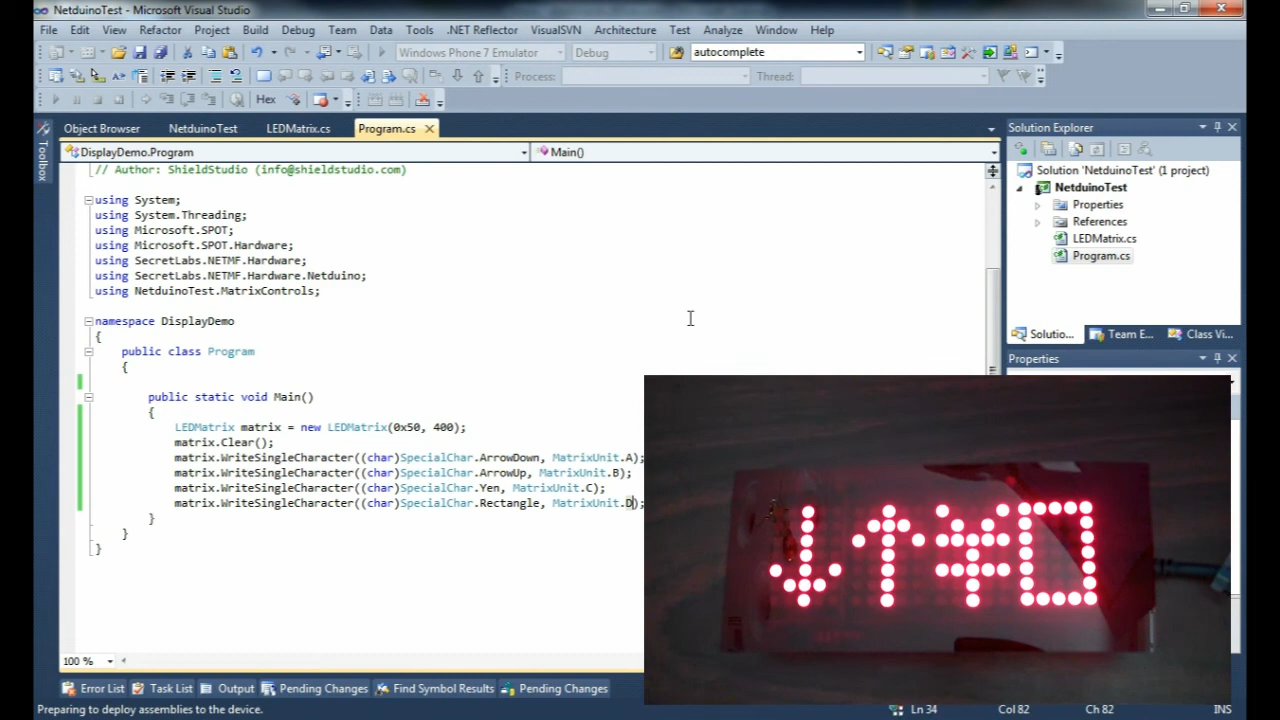 NetduinoTest - Microsoft Visual Studio
File Edit View Refactor Project Build Debug Team Data Tools .NET Reflector VisualSVN Architecture Test Analyze Window Help
Windows Phone 7 Emulator Debug autocomplete
Process: Thread:
Hex
Toolbox
Object Browser NetduinoTest LEDMatrix.cs Program.cs
DisplayDemo.Program Main()
// Author: ShieldStudio (info@shieldstudio.com)
using System;
using System.Threading;
using Microsoft.SPOT;
using Microsoft.SPOT.Hardware;
using SecretLabs.NETMF.Hardware;
using SecretLabs.NETMF.Hardware.Netduino;
using NetduinoTest.MatrixControls;
namespace DisplayDemo
{
public class Program
{
public static void Main()
{
LEDMatrix matrix = new LEDMatrix(0x50, 400);
matrix.Clear();
matrix.WriteSingleCharacter((char)SpecialChar.ArrowDown, MatrixUnit.A);
matrix.WriteSingleCharacter((char)SpecialChar.ArrowUp, MatrixUnit.B);
matrix.WriteSingleCharacter((char)SpecialChar.Yen, MatrixUnit.C);
matrix.WriteSingleCharacter((char)SpecialChar.Rectangle, MatrixUnit.D);
}
}
}
100 %
Solution Explorer
Solution 'NetduinoTest' (1 project)
NetduinoTest
Properties
References
LEDMatrix.cs
Program.cs
Solutio... Team E... Class Vi...
Properties
↓↑¥▯
Error List Task List Output Pending Changes Find Symbol Results Pending Changes
Preparing to deploy assemblies to the device. Ln 34 Col 82 Ch 82 INS